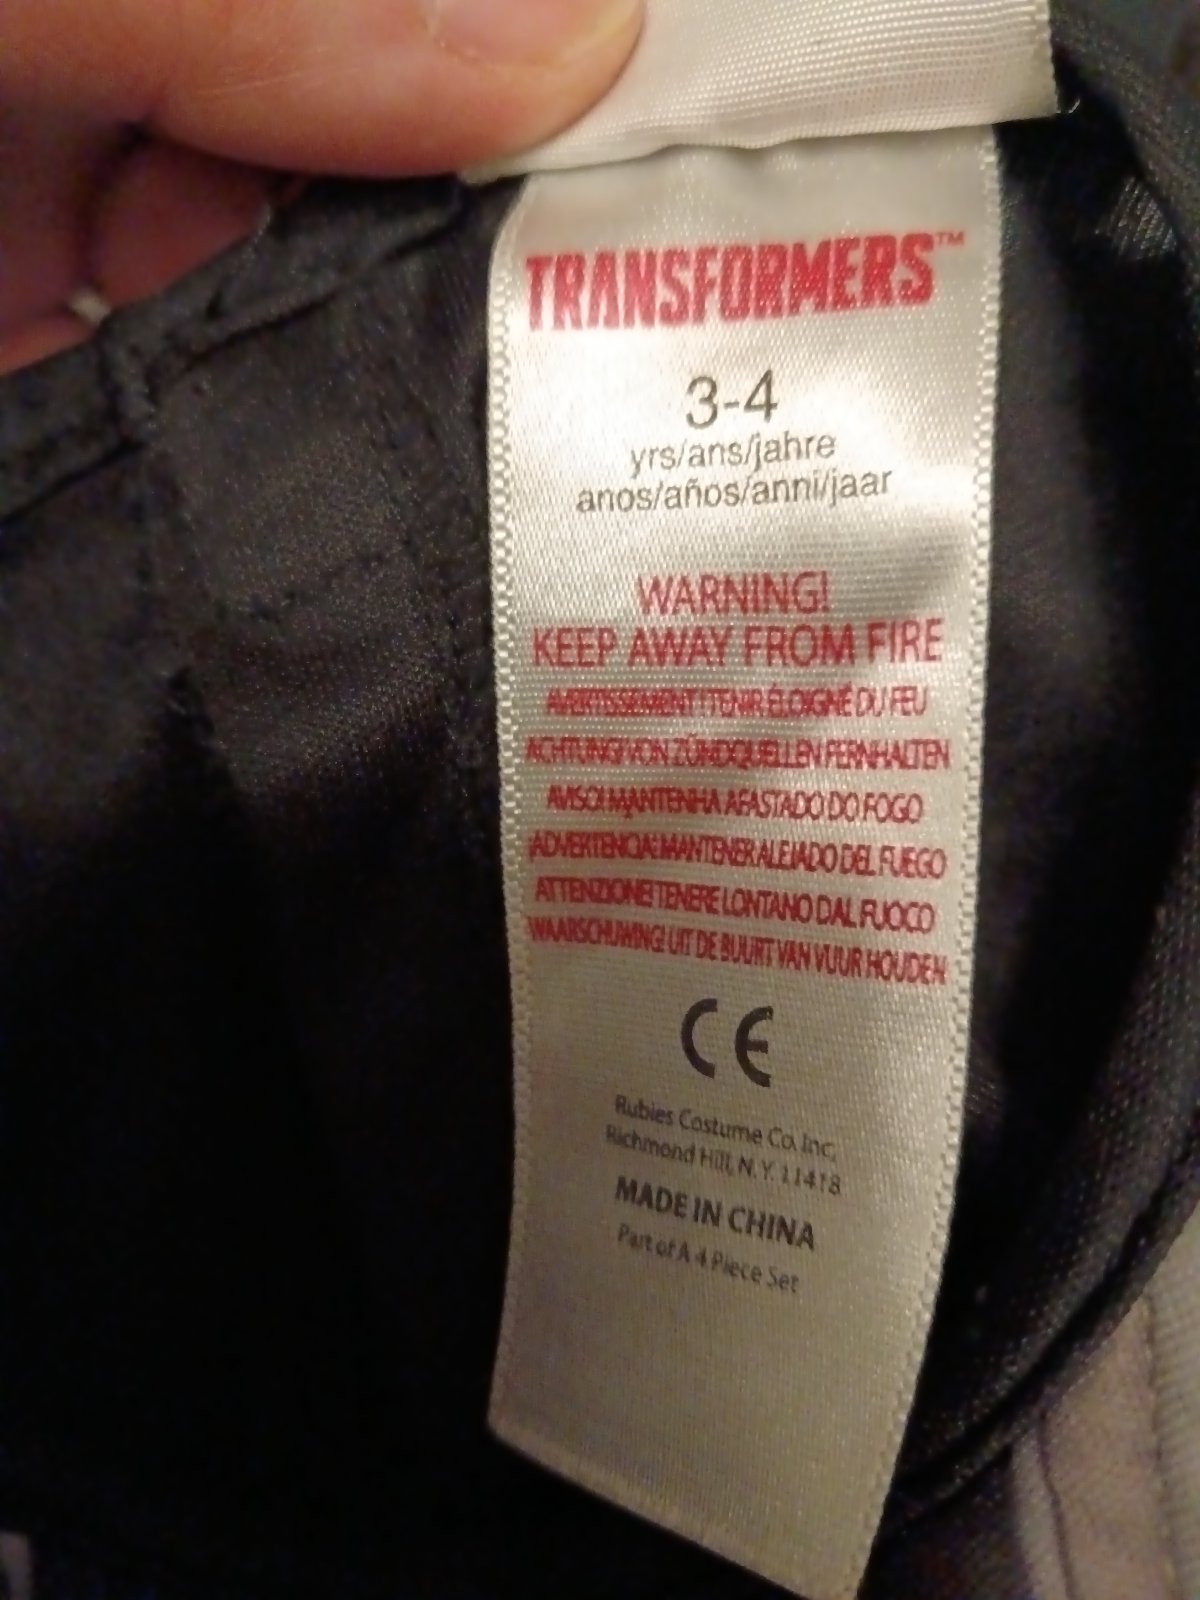 TRANSFORMERS™
3-4
yrs/ans/jahre
anos/años/anni/jaar
WARNING!
KEEP AWAY FROM FIRE
AVERTISSEMENT ! TENIR ÉLOIGNÉ DU FEU
ACHTUNG! VON ZÜNDQUELLEN FERNHALTEN
AVISO! MANTENHA AFASTADO DO FOGO
¡ADVERTENCIA! MANTENER ALEJADO DEL FUEGO
ATTENZIONE! TENERE LONTANO DAL FUOCO
WAARSCHUWING! UIT DE BUURT VAN VUUR HOUDEN
CE
Rubies Costume Co. Inc,
Richmond Hill, N.Y. 11418
MADE IN CHINA
Part of A 4 Piece Set